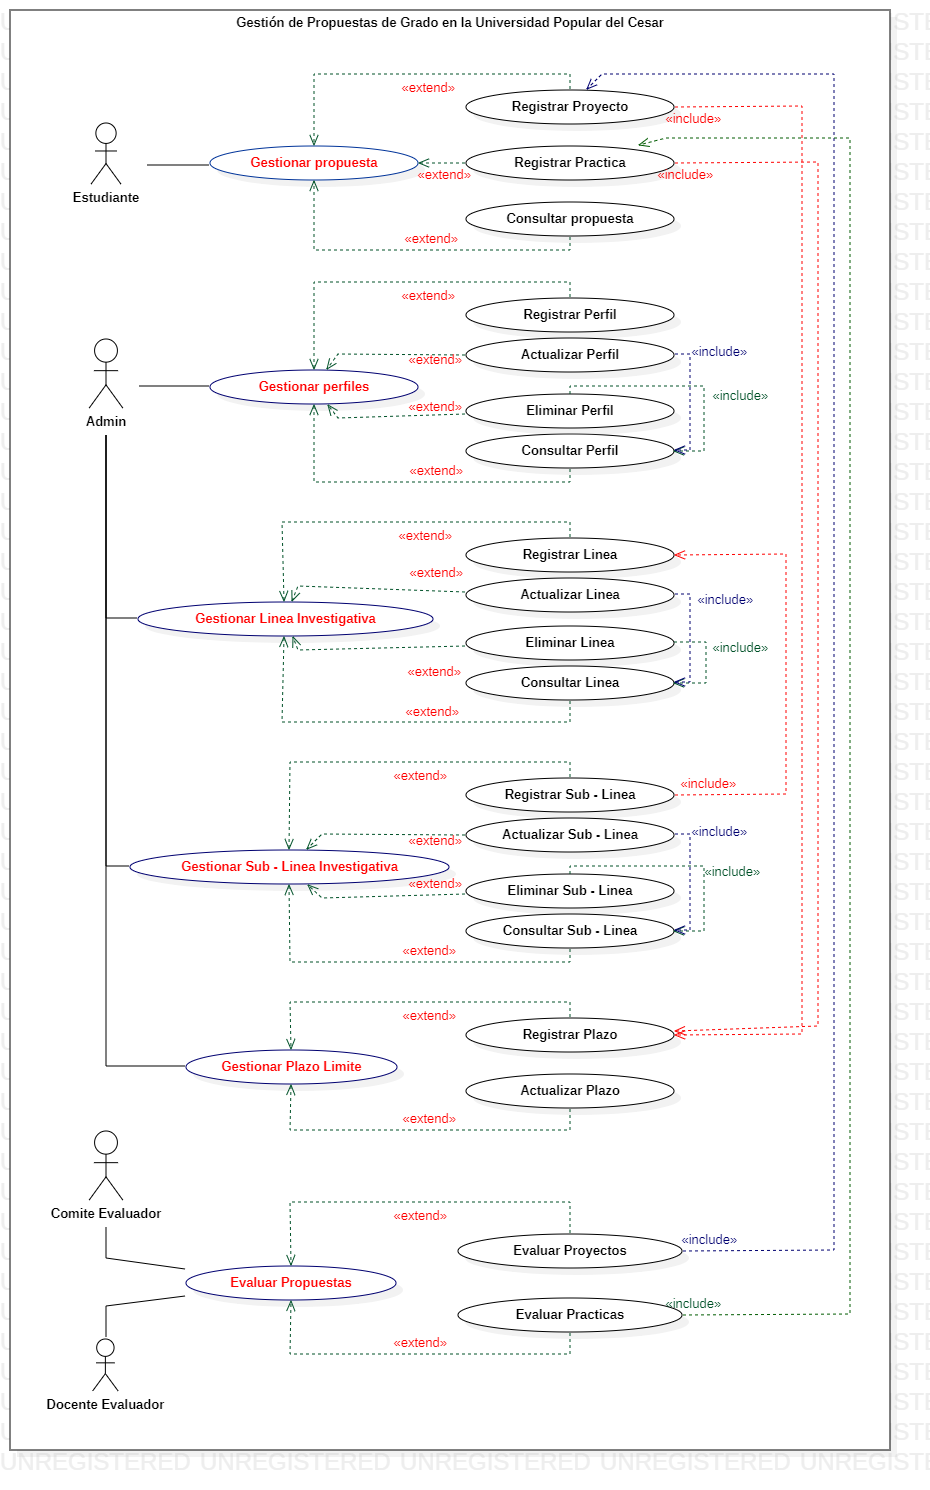 Gestión de Propuestas de Grado en la Universidad Popular del Cesar
«extend»
Registrar Proyecto
«include»
Estudiante
Gestionar propuesta
Registrar Practica
«extend»
«include»
Consultar propuesta
«extend»
«extend»
Registrar Perfil
Admin
Gestionar perfiles
Actualizar Perfil
«include»
«extend»
Eliminar Perfil
«include»
«extend»
Consultar Perfil
«extend»
«extend»
Registrar Linea
«extend»
Actualizar Linea
«include»
Gestionar Linea Investigativa
Eliminar Linea
«include»
«extend»
Consultar Linea
«extend»
«extend»
«include»
Registrar Sub - Linea
Actualizar Sub - Linea
«include»
«extend»
Gestionar Sub - Linea Investigativa
«include»
«extend»
Eliminar Sub - Linea
Consultar Sub - Linea
«extend»
«extend»
Registrar Plazo
Gestionar Plazo Limite
Actualizar Plazo
«extend»
Comite Evaluador
«extend»
Evaluar Proyectos
«include»
Evaluar Propuestas
«include»
Evaluar Practicas
«extend»
Docente Evaluador
UNREGISTERED UNREGISTERED UNREGISTERED UNREGISTERED UNREGISTE